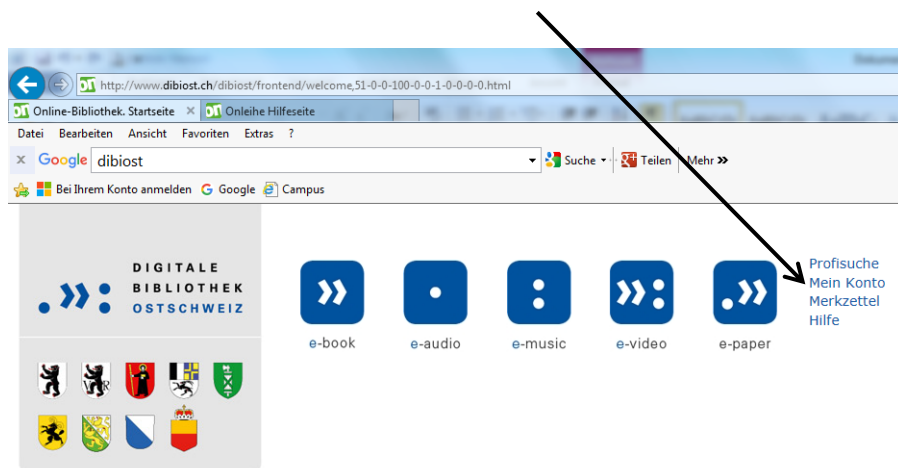 http://www.dibiost.ch/dibiost/frontend/welcome,51-0-0-100-0-0-1-0-0-0-0.html
Online-Bibliothek. Startseite × Onleihe Hilfeseite
Datei Bearbeiten Ansicht Favoriten Extras ?
x Google dibiost Suche Teilen Mehr »
Bei Ihrem Konto anmelden Google Campus
DIGITALE
BIBLIOTHEK
OSTSCHWEIZ
e-book e-audio e-music e-video e-paper
Profisuche
Mein Konto
Merkzettel
Hilfe